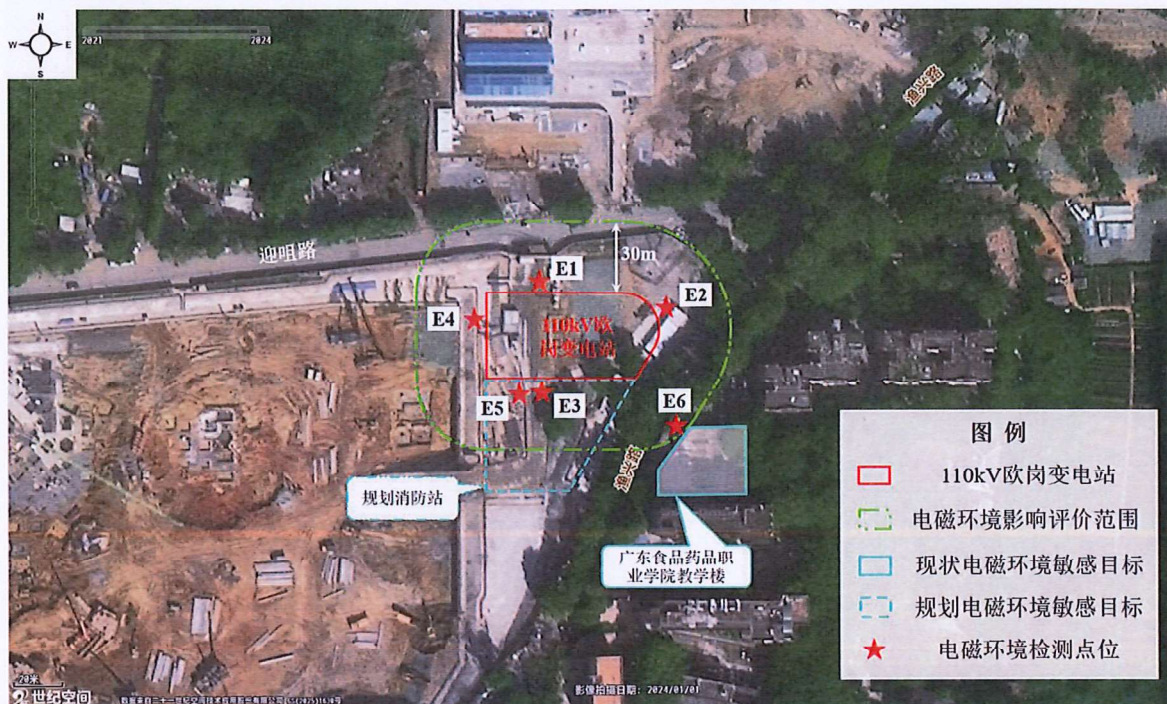 N
W E
S
2021 2024
渔兴路
迎咀路
30m
E1
E2
E4
110kV欧
岗变电站
E5
E3
E6
渔兴路
规划消防站
广东食品药品职
业学院教学楼
图 例
110kV欧岗变电站
电磁环境影响评价范围
现状电磁环境敏感目标
规划电磁环境敏感目标
电磁环境检测点位
20米
世纪空间
影像拍摄日期: 2024/01/01